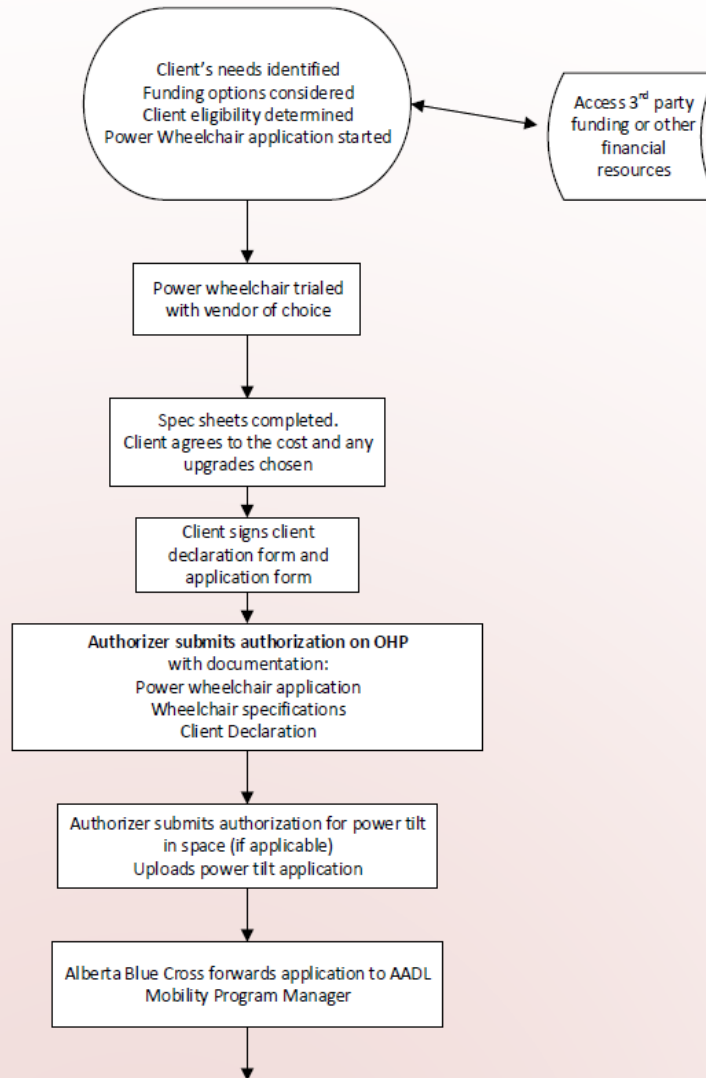 Client's needs identified
Funding options considered
Client eligibility determined
Power Wheelchair application started
Access 3rd party
funding or other
financial
resources
Power wheelchair trialed
with vendor of choice
Spec sheets completed.
Client agrees to the cost and any
upgrades chosen
Client signs client
declaration form and
application form
Authorizer submits authorization on OHP
with documentation:
Power wheelchair application
Wheelchair specifications
Client Declaration
Authorizer submits authorization for power tilt
in space (if applicable)
Uploads power tilt application
Alberta Blue Cross forwards application to AADL
Mobility Program Manager